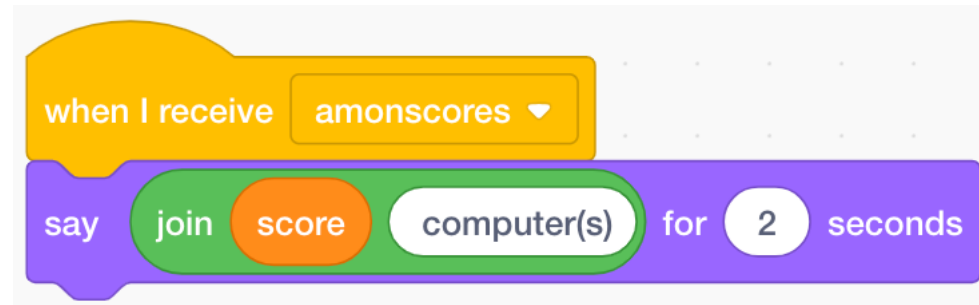 when I receive amonscores
say join score computer(s) for 2 seconds